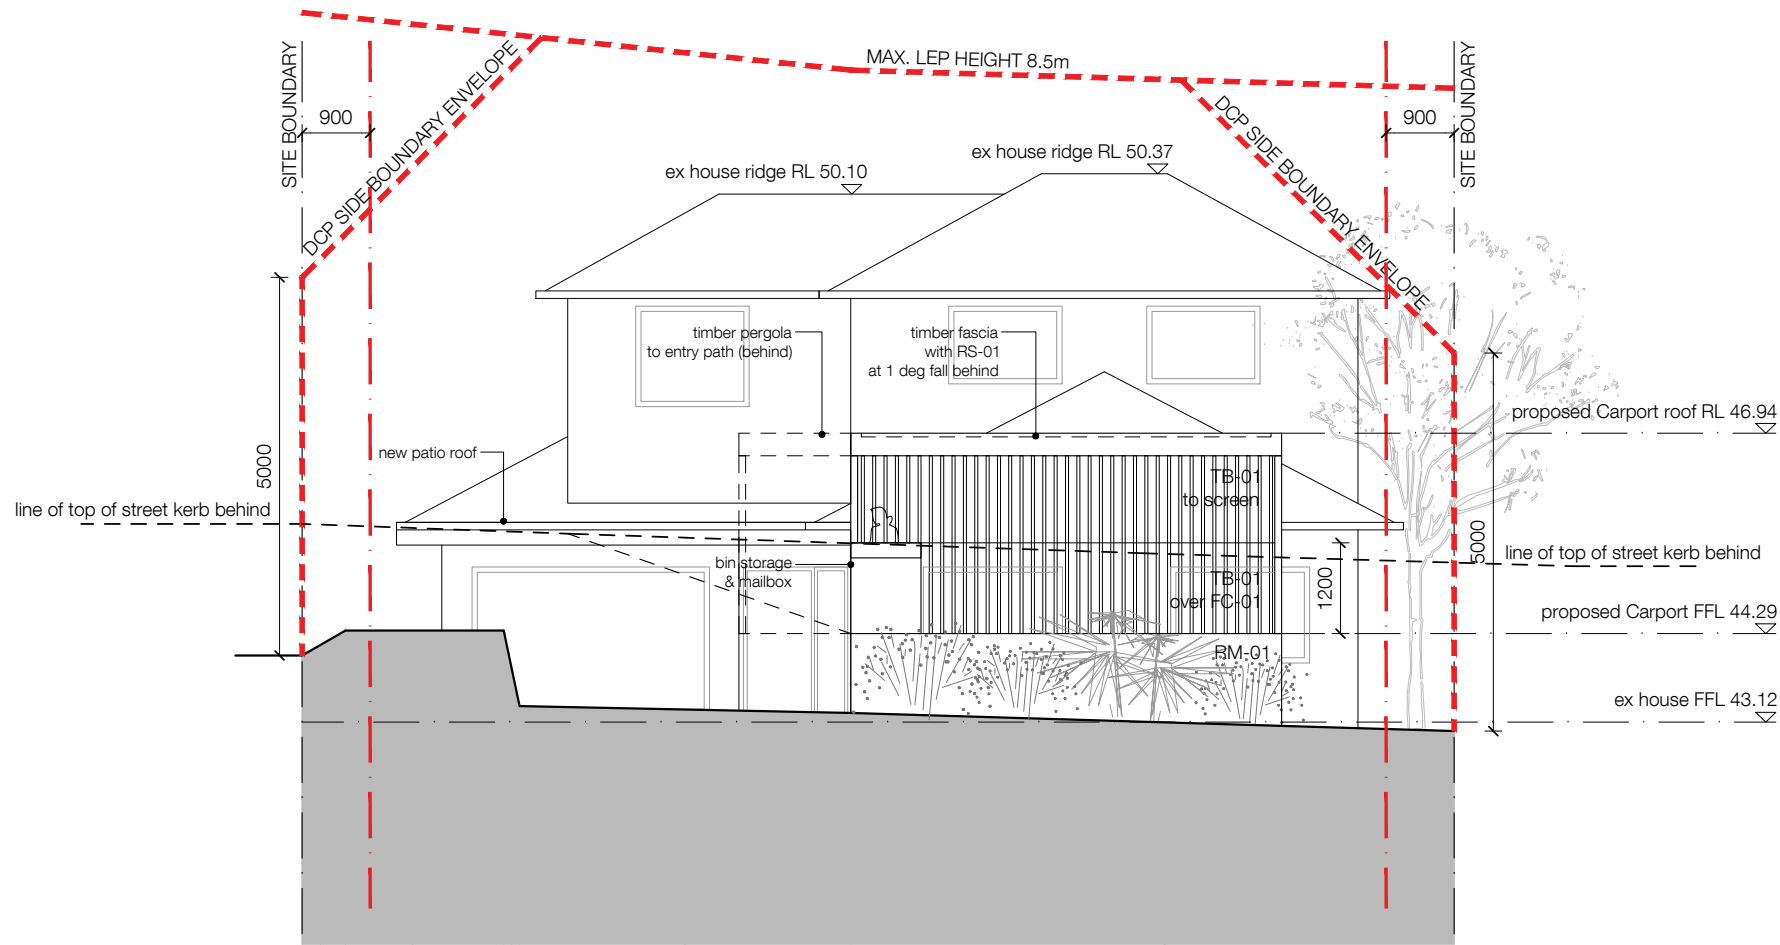 MAX. LEP HEIGHT 8.5m
SITE BOUNDARY
DCP SIDE BOUNDARY ENVELOPE
900
DCP SIDE BOUNDARY ENVELOPE
900
SITE BOUNDARY
ex house ridge RL 50.10
ex house ridge RL 50.37
timber pergola
to entry path (behind)
timber fascia
with RS-01
at 1 deg fall behind
proposed Carport roof RL 46.94
new patio roof
5000
TB-01
to screen
line of top of street kerb behind
line of top of street kerb behind
5000
bin storage
& mailbox
TB-01
over FC-01
1200
proposed Carport FFL 44.29
RM-01
ex house FFL 43.12